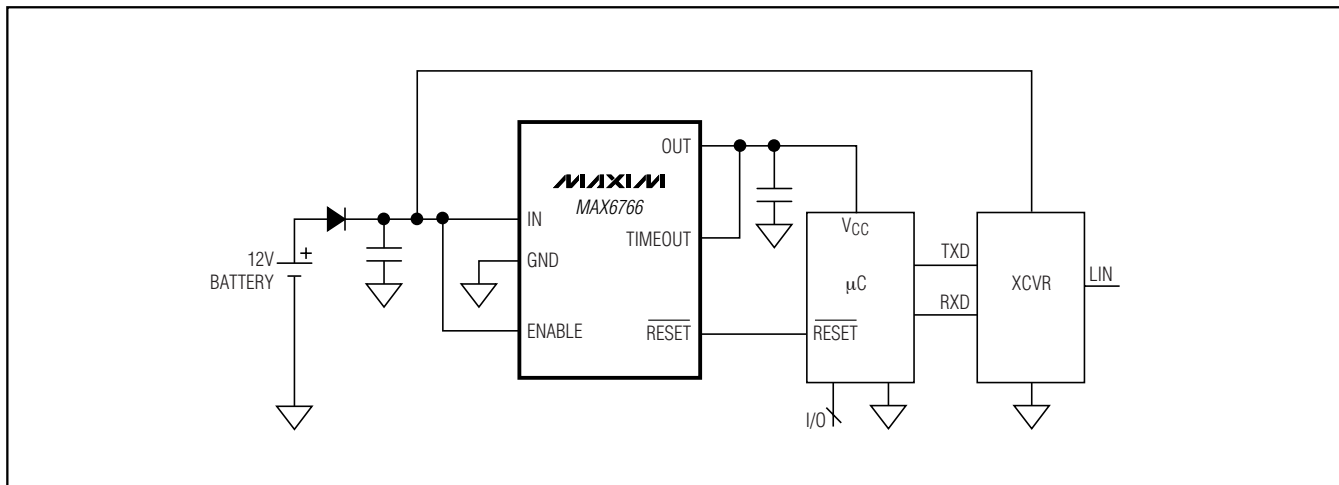 MAXIM
MAX6766
OUT
IN
TIMEOUT
GND
ENABLE
RESET
12V
BATTERY
+
VCC
μC
RESET
I/O
TXD
RXD
XCVR
LIN